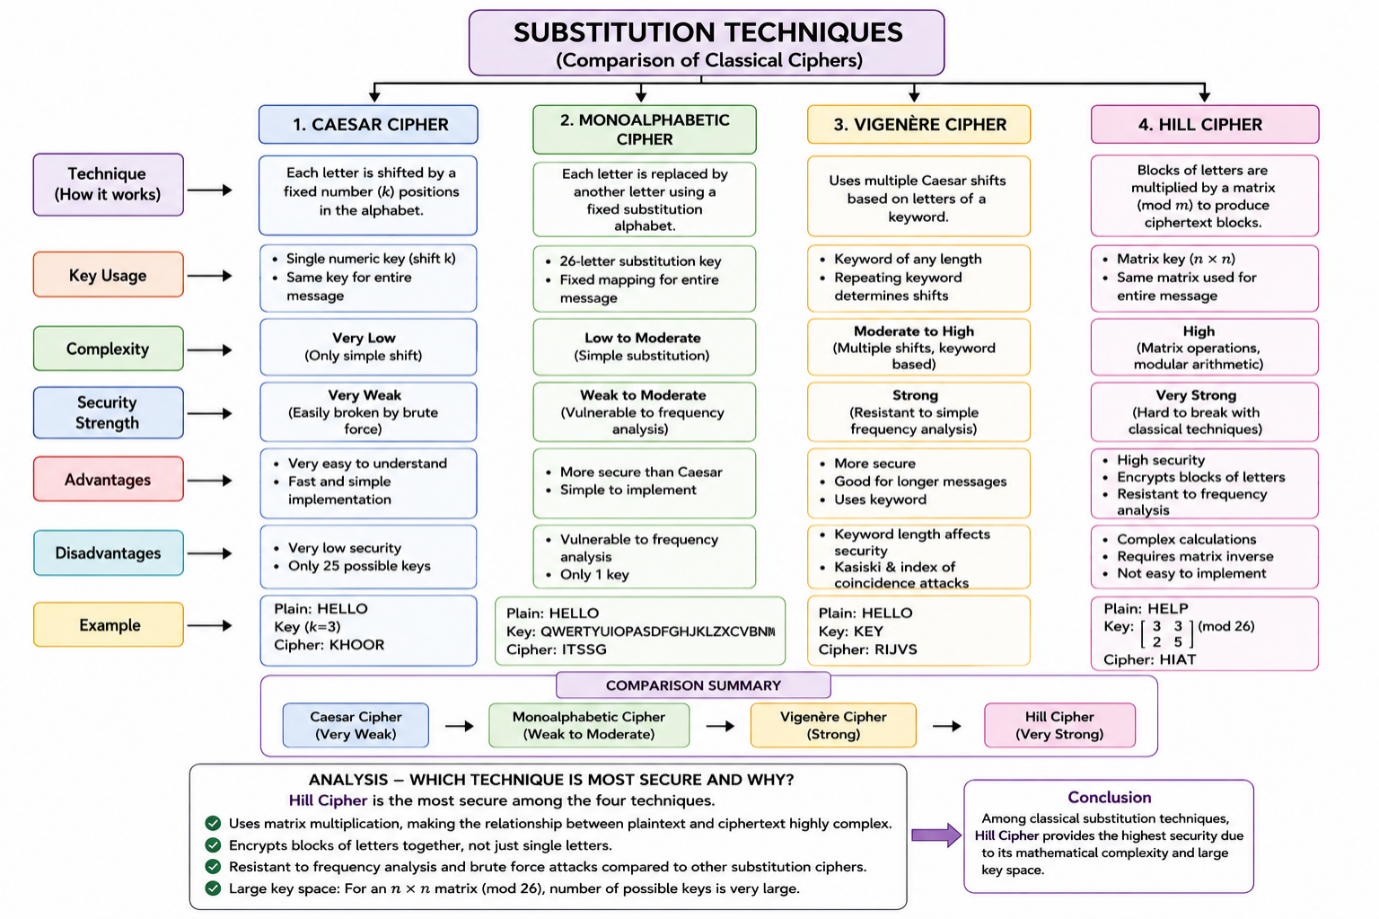 SUBSTITUTION TECHNIQUES
(Comparison of Classical Ciphers)
1. CAESAR CIPHER
2. MONOALPHABETIC
CIPHER
3. VIGENÈRE CIPHER
4. HILL CIPHER
Technique
(How it works)
Each letter is shifted by a
fixed number (k) positions
in the alphabet.
Each letter is replaced by
another letter using a
fixed substitution
alphabet.
Uses multiple Caesar shifts
based on letters of a
keyword.
Blocks of letters are
multiplied by a matrix
(mod m) to produce
ciphertext blocks.
Key Usage
• Single numeric key (shift k)
• Same key for entire
message
• 26-letter substitution key
• Fixed mapping for entire
message
• Keyword of any length
• Repeating keyword
determines shifts
• Matrix key (n × n)
• Same matrix used for
entire message
Complexity
Very Low
(Only simple shift)
Low to Moderate
(Simple substitution)
Moderate to High
(Multiple shifts, keyword
based)
High
(Matrix operations,
modular arithmetic)
Security
Strength
Very Weak
(Easily broken by brute
force)
Weak to Moderate
(Vulnerable to frequency
analysis)
Strong
(Resistant to simple
frequency analysis)
Very Strong
(Hard to break with
classical techniques)
Advantages
• Very easy to understand
• Fast and simple
implementation
• More secure than Caesar
• Simple to implement
• More secure
• Good for longer messages
• Uses keyword
• High security
• Encrypts blocks of letters
• Resistant to frequency
analysis
Disadvantages
• Very low security
• Only 25 possible keys
• Vulnerable to frequency
analysis
• Only 1 key
• Keyword length affects
security
• Kasiski & index of
coincidence attacks
• Complex calculations
• Requires matrix inverse
• Not easy to implement
Example
Plain: HELLO
Key (k=3)
Cipher: KHOOR
Plain: HELLO
Key: QWERTYUIOPASDFGHJKLZXCVBNM
Cipher: ITSSG
Plain: HELLO
Key: KEY
Cipher: RIJVS
Plain: HELP
Key: [ 3 3 ] (mod 26)
[ 2 5 ]
Cipher: HIAT
COMPARISON SUMMARY
Caesar Cipher
(Very Weak)
Monoalphabetic Cipher
(Weak to Moderate)
Vigenère Cipher
(Strong)
Hill Cipher
(Very Strong)
ANALYSIS – WHICH TECHNIQUE IS MOST SECURE AND WHY?
Hill Cipher is the most secure among the four techniques.
Uses matrix multiplication, making the relationship between plaintext and ciphertext highly complex.
Encrypts blocks of letters together, not just single letters.
Resistant to frequency analysis and brute force attacks compared to other substitution ciphers.
Large key space: For an n × n matrix (mod 26), number of possible keys is very large.
Conclusion
Among classical substitution techniques,
Hill Cipher provides the highest security due
to its mathematical complexity and large
key space.